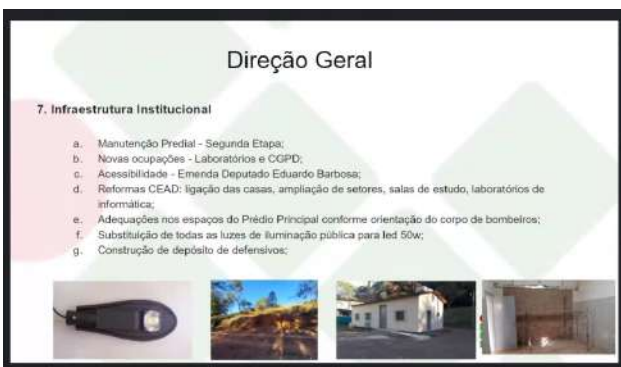 Direção Geral
7. Infraestrutura Institucional
a. Manutenção Predial - Segunda Etapa;
b. Novas ocupações - Laboratórios e CGPD;
c. Acessibilidade - Emenda Deputado Eduardo Barbosa;
d. Reformas CEAD: ligação das casas, ampliação de setores, salas de estudo, laboratórios de
informática;
e. Adequações nos espaços do Prédio Principal conforme orientação do corpo de bombeiros;
f. Substituição de todas as luzes de iluminação pública para led 50w;
g. Construção de depósito de defensivos;